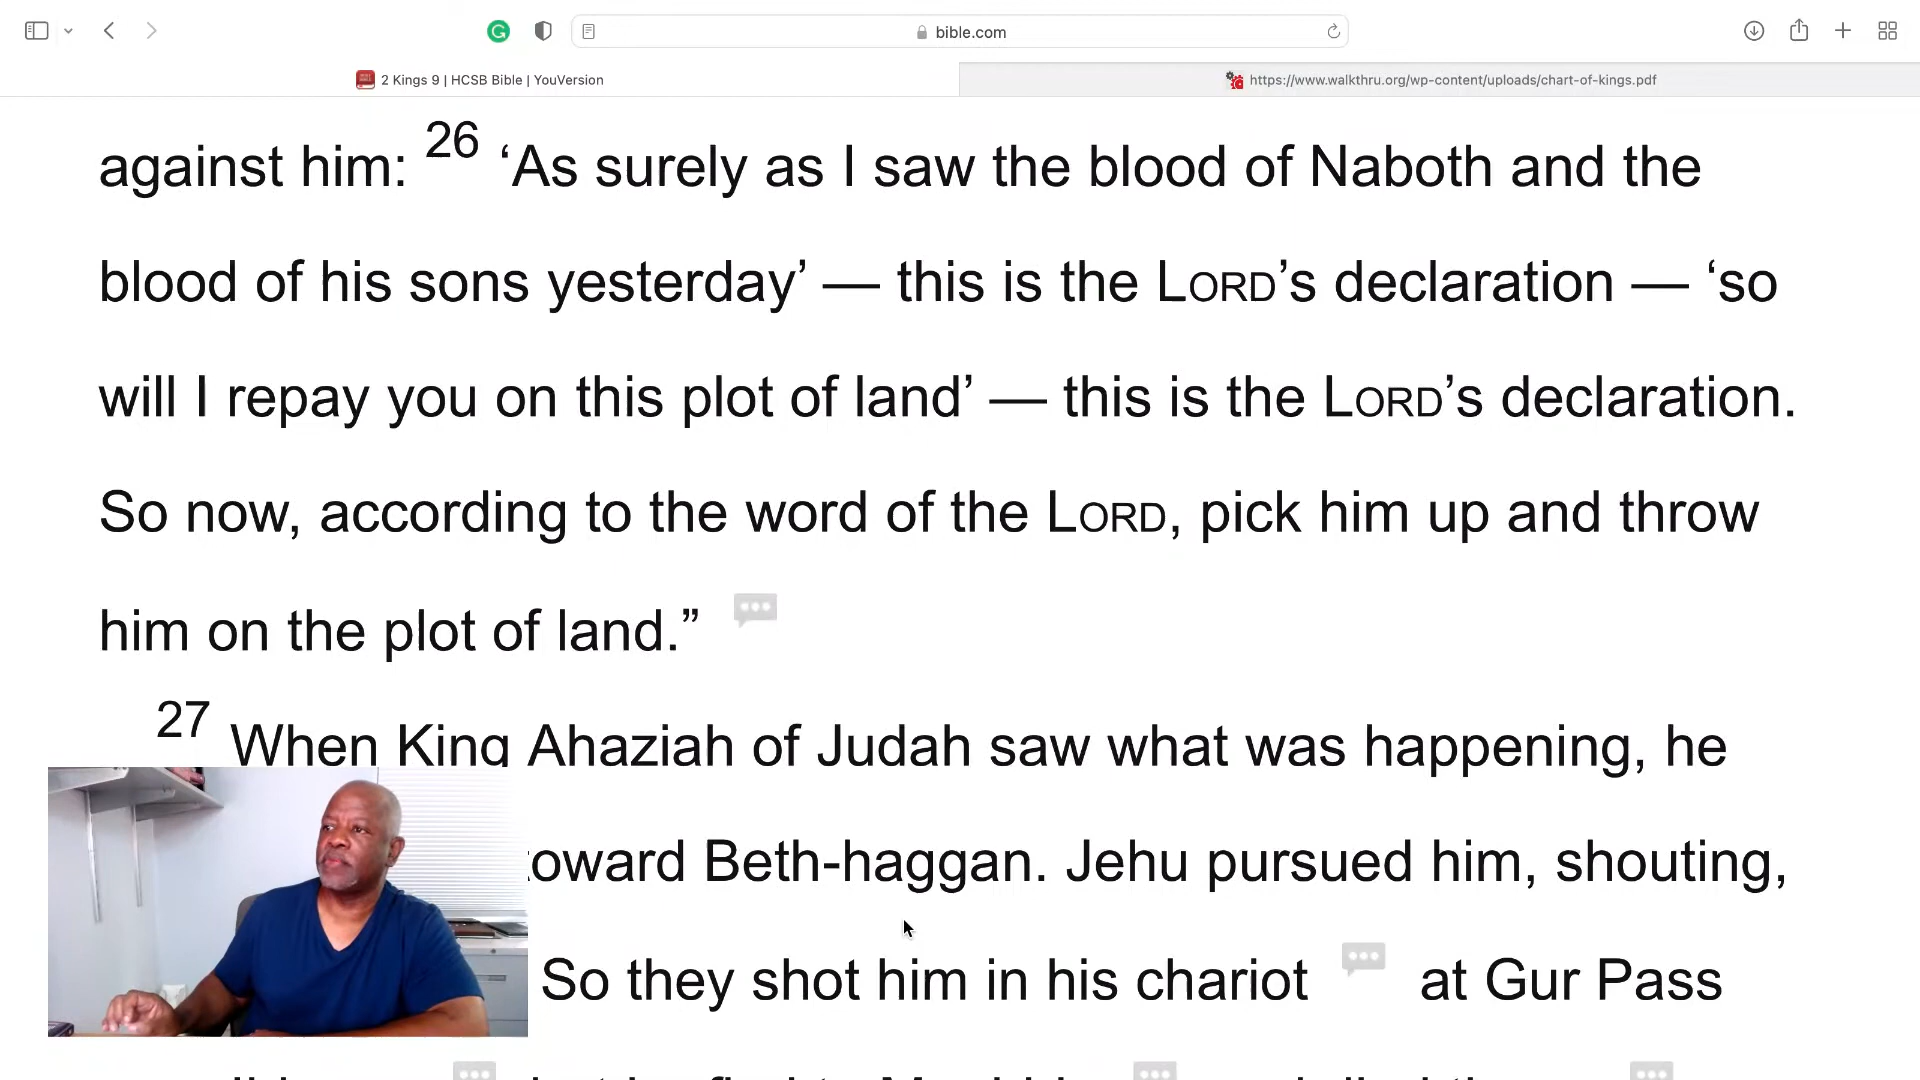 bible.com
2 Kings 9 | HCSB Bible | YouVersion
https://www.walkthru.org/wp-content/uploads/chart-of-kings.pdf
against him: 26 ‘As surely as I saw the blood of Naboth and the
blood of his sons yesterday’ — this is the LORD’s declaration — ‘so
will I repay you on this plot of land’ — this is the LORD’s declaration.
So now, according to the word of the LORD, pick him up and throw
him on the plot of land.”
27 When King Ahaziah of Judah saw what was happening, he
toward Beth-haggan. Jehu pursued him, shouting,
So they shot him in his chariot at Gur Pass